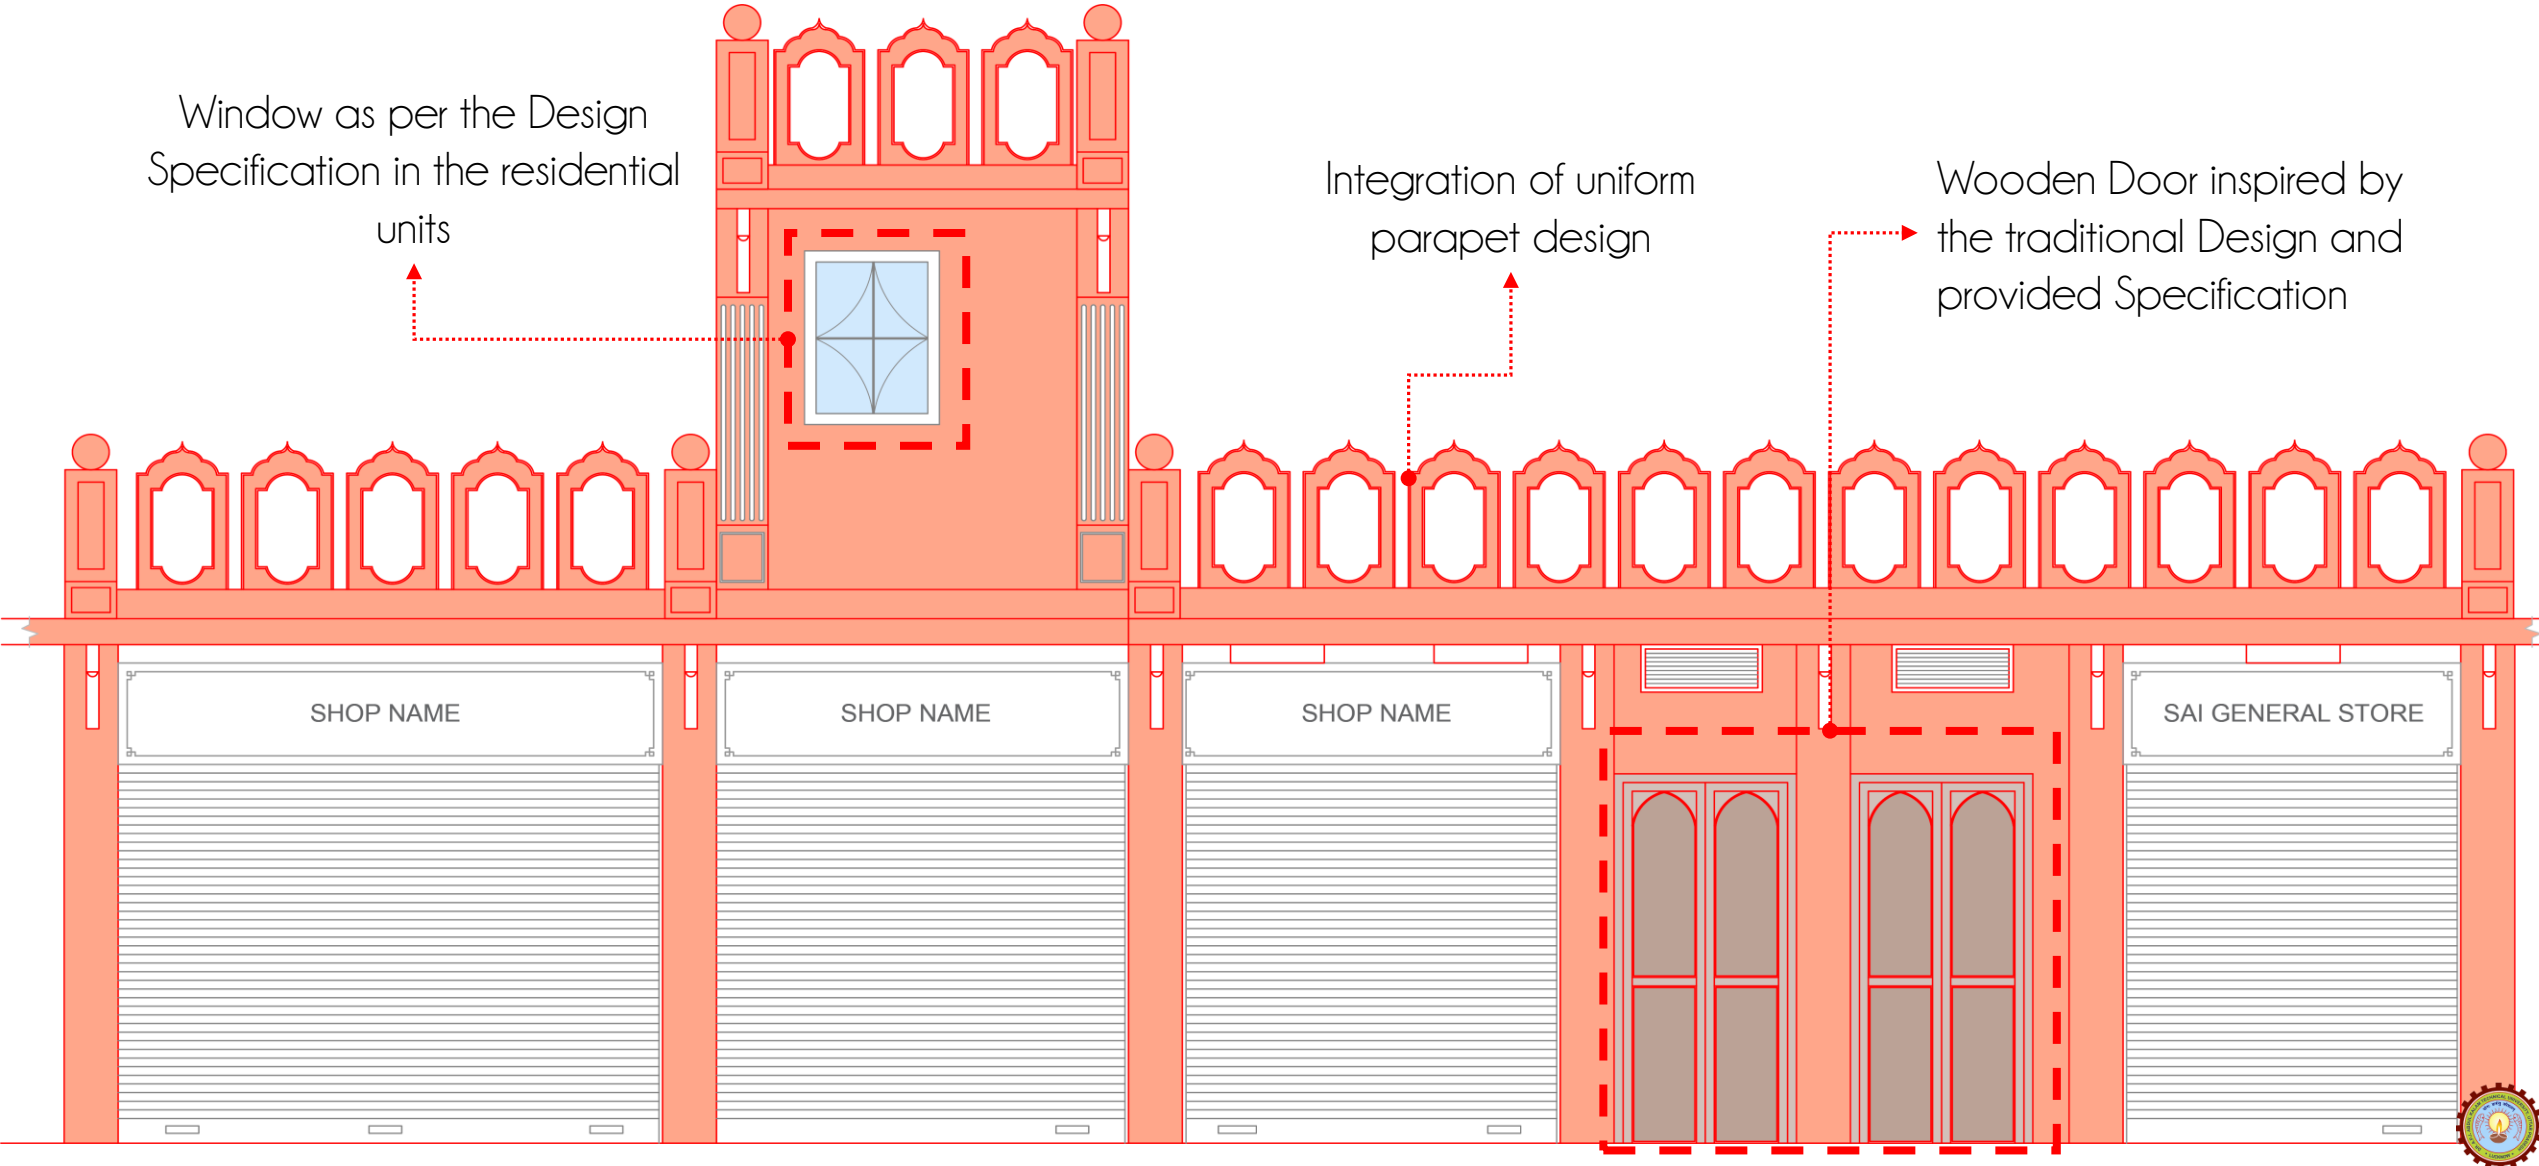 Window as per the Design
Specification in the residential
units
Integration of uniform
parapet design
Wooden Door inspired by
the traditional Design and
provided Specification
SHOP NAME
SHOP NAME
SHOP NAME
SAI GENERAL STORE